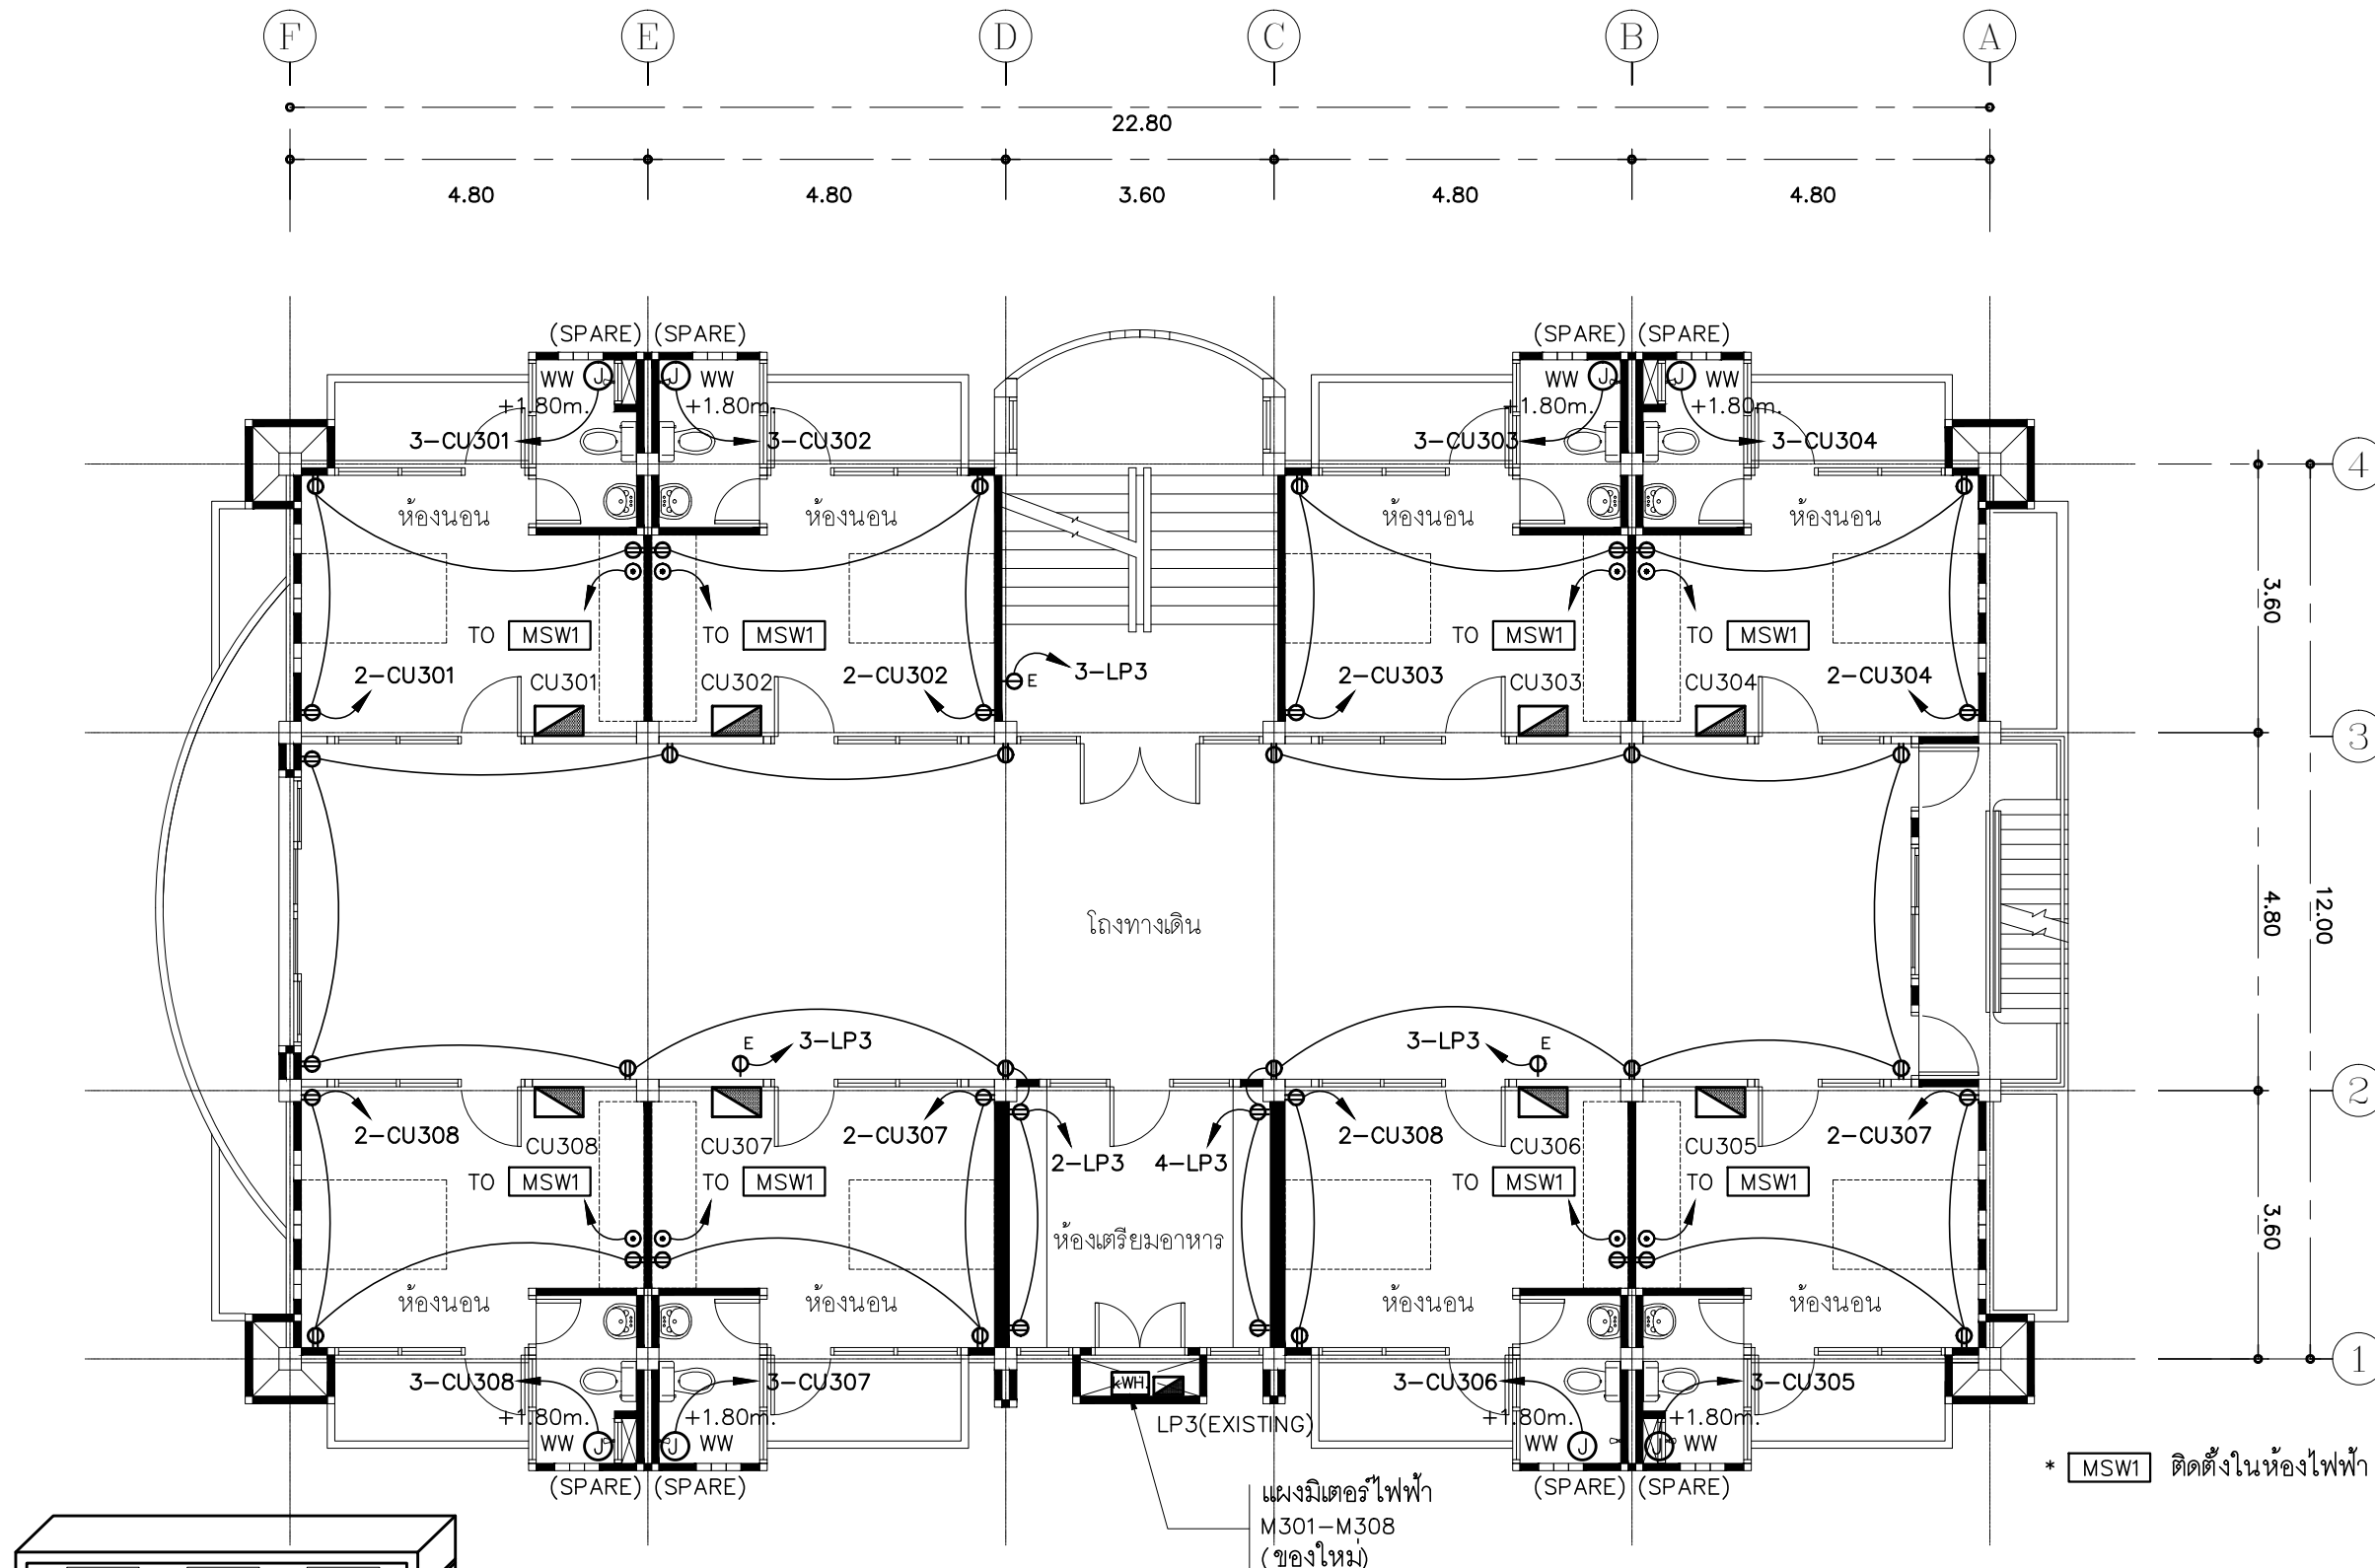 F E D C B A
22.80
4.80 4.80 3.60 4.80 4.80
(SPARE) (SPARE) (SPARE) (SPARE)
WW J J WW WW J J WW
+1.80m. +1.80m. +1.80m. +1.80m.
3-CU301 3-CU302 3-CU303 3-CU304
4
ห้องนอน ห้องนอน ห้องนอน ห้องนอน
3.60
TO MSW1 TO MSW1 TO MSW1 TO MSW1
2-CU301 CU301 CU302 2-CU302 E 3-LP3 2-CU303 CU303 CU304 2-CU304
3
โถงทางเดิน
4.80
12.00
E 3-LP3 3-LP3 E
2
2-CU308 CU308 CU307 2-CU307 2-LP3 4-LP3 2-CU308 CU306 CU305 2-CU307
TO MSW1 TO MSW1 TO MSW1 TO MSW1
3.60
ห้องเตรียมอาหาร
ห้องนอน ห้องนอน ห้องนอน ห้องนอน
1
3-CU308 3-CU307 kWH. 3-CU306 3-CU305
+1.80m. +1.80m. LP3(EXISTING) +1.80m. +1.80m.
WW J J WW WW J J WW
(SPARE) (SPARE) (SPARE) (SPARE)
* MSW1 ติดตั้งในห้องไฟฟ้า
แผงมิเตอร์ไฟฟ้า
M301-M308
(ของใหม่)